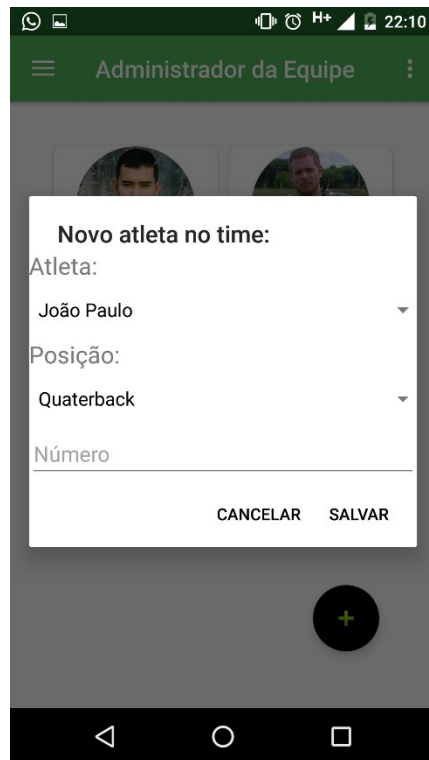 H+ 22:10
Administrador da Equipe
Novo atleta no time:
Atleta:
João Paulo
Posição:
Quaterback
Número
CANCELAR SALVAR
+